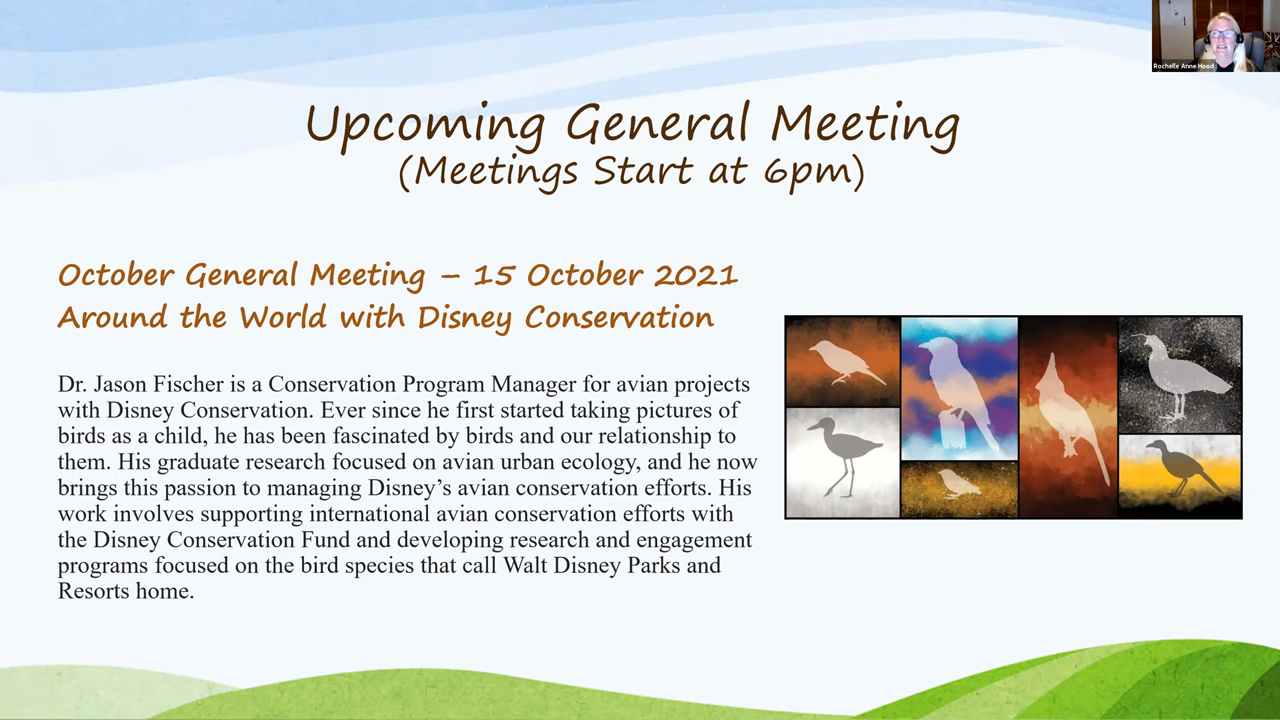 Rochelle Anne Hood
Upcoming General Meeting
(Meetings Start at 6pm)
October General Meeting – 15 October 2021
Around the World with Disney Conservation
Dr. Jason Fischer is a Conservation Program Manager for avian projects
with Disney Conservation. Ever since he first started taking pictures of
birds as a child, he has been fascinated by birds and our relationship to
them. His graduate research focused on avian urban ecology, and he now
brings this passion to managing Disney’s avian conservation efforts. His
work involves supporting international avian conservation efforts with
the Disney Conservation Fund and developing research and engagement
programs focused on the bird species that call Walt Disney Parks and
Resorts home.